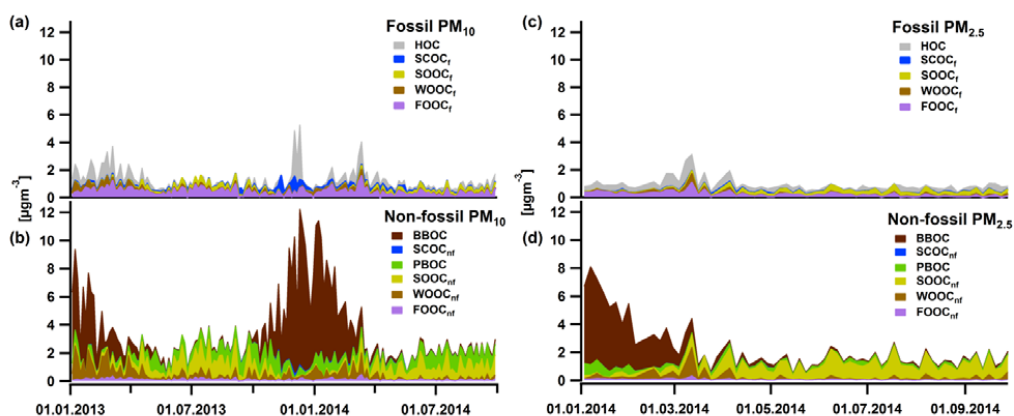 (a)
Fossil PM10
HOC
SCOCf
SOOCf
WOOCf
FOOCf
12
10
8
6
4
2
0
[µgm-3]
(b)
Non-fossil PM10
BBOC
SCOCnf
PBOC
SOOCnf
WOOCnf
FOOCnf
12
10
8
6
4
2
0
01.01.2013
01.07.2013
01.01.2014
01.07.2014
(c)
Fossil PM2.5
HOC
SCOCf
SOOCf
WOOCf
FOOCf
12
10
8
6
4
2
0
[µgm-3]
(d)
Non-fossil PM2.5
BBOC
SCOCnf
PBOC
SOOCnf
WOOCnf
FOOCnf
12
10
8
6
4
2
0
01.01.2014
01.03.2014
01.05.2014
01.07.2014
01.09.2014